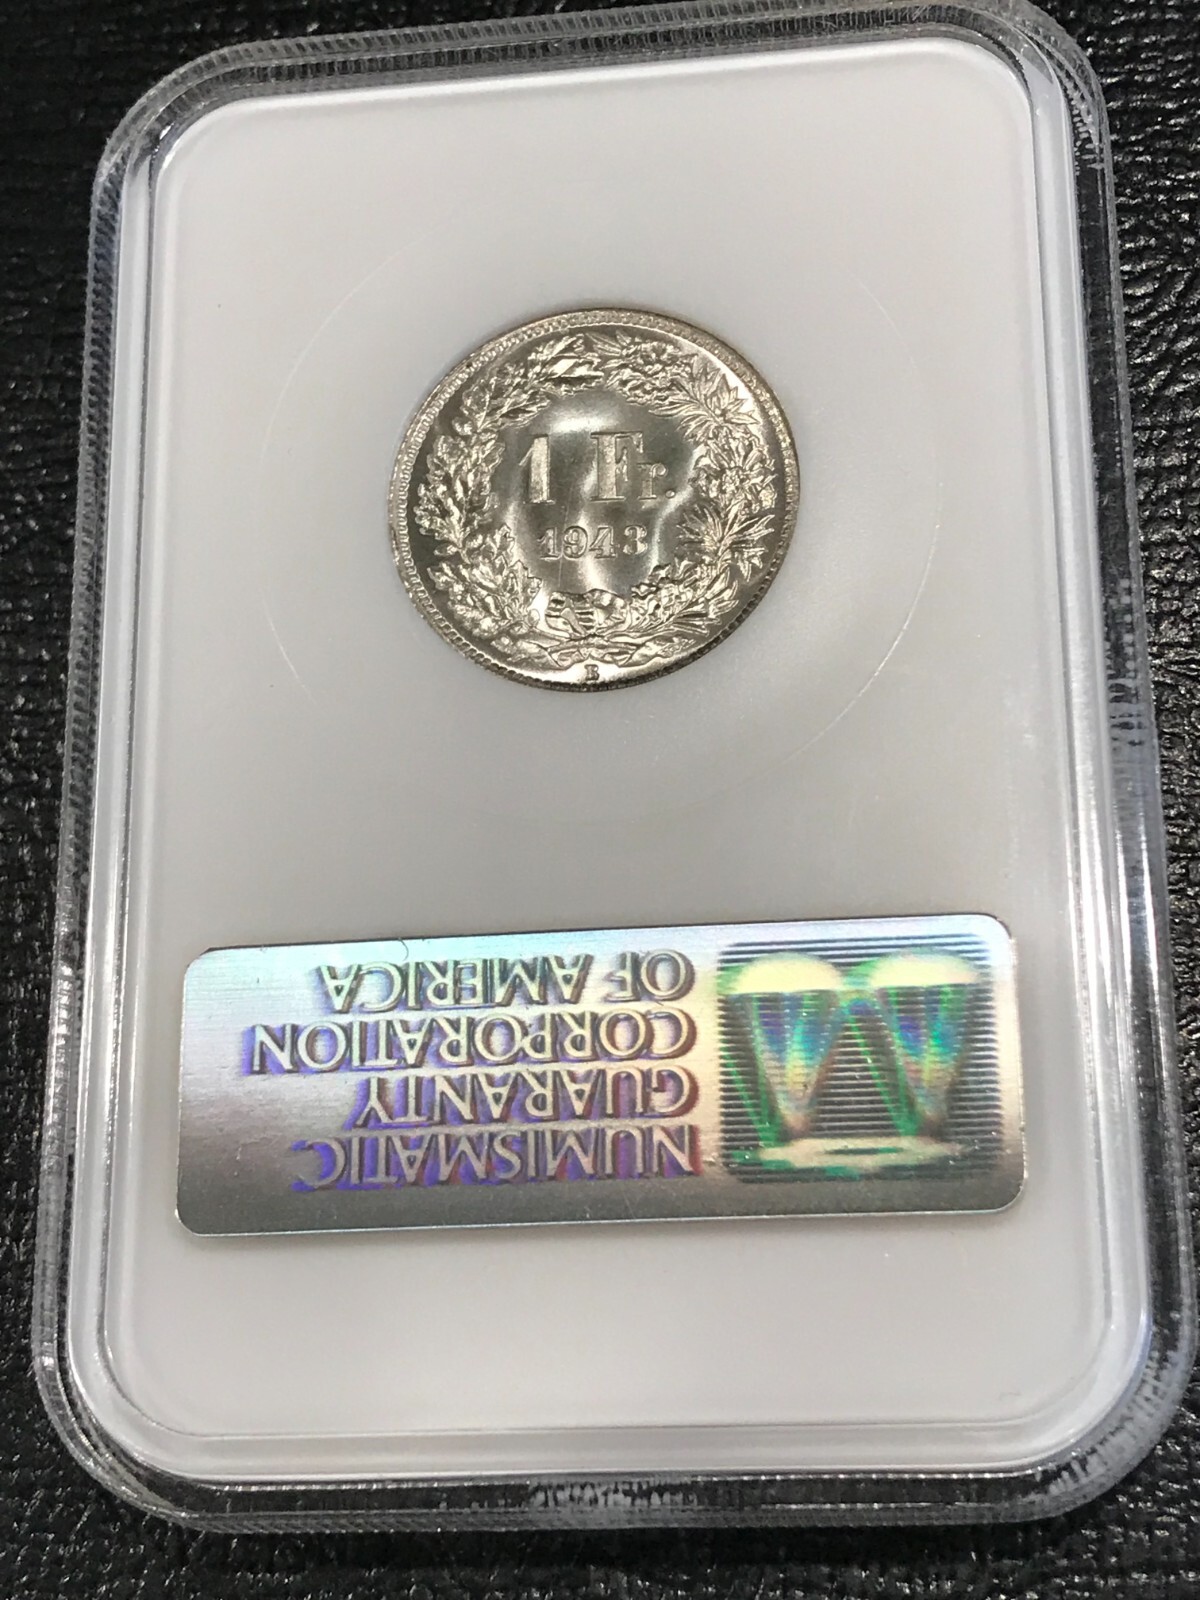 1 Fr.
1943
B
NUMISMATIC
GUARANTY
CORPORATION
OF AMERICA